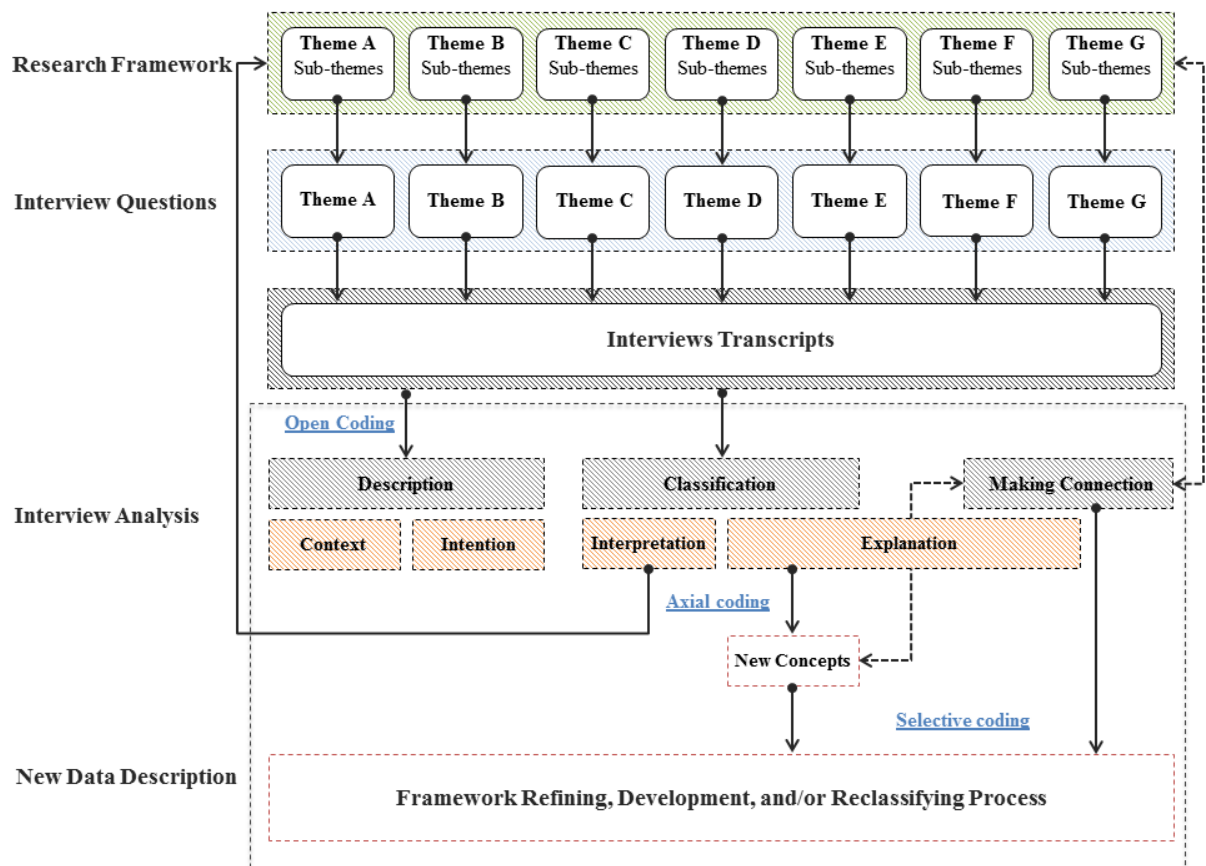 Research Framework
Theme A
Sub-themes
Theme B
Sub-themes
Theme C
Sub-themes
Theme D
Sub-themes
Theme E
Sub-themes
Theme F
Sub-themes
Theme G
Sub-themes
Interview Questions
Theme A
Theme B
Theme C
Theme D
Theme E
Theme F
Theme G
Interviews Transcripts
Open Coding
Interview Analysis
Description
Classification
Making Connection
Context
Intention
Interpretation
Explanation
Axial coding
New Concepts
Selective coding
New Data Description
Framework Refining, Development, and/or Reclassifying Process